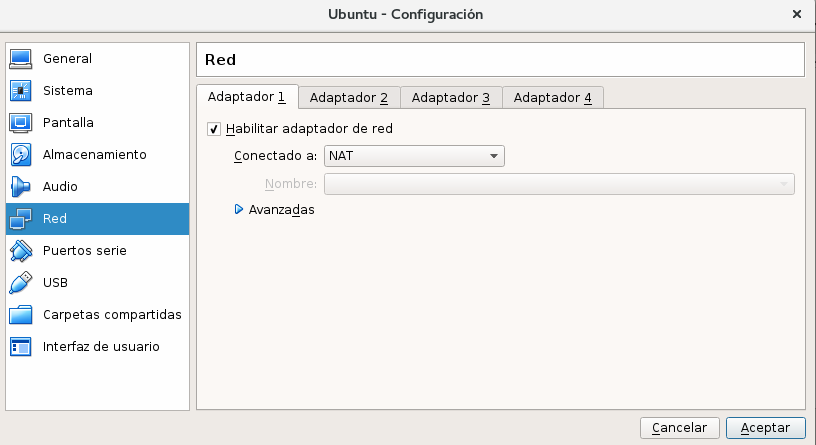 Ubuntu - Configuración
General
Sistema
Pantalla
Almacenamiento
Audio
Red
Puertos serie
USB
Carpetas compartidas
Interfaz de usuario
Red
Adaptador 1 Adaptador 2 Adaptador 3 Adaptador 4
Habilitar adaptador de red
Conectado a: NAT
Nombre:
Avanzadas
Cancelar Aceptar